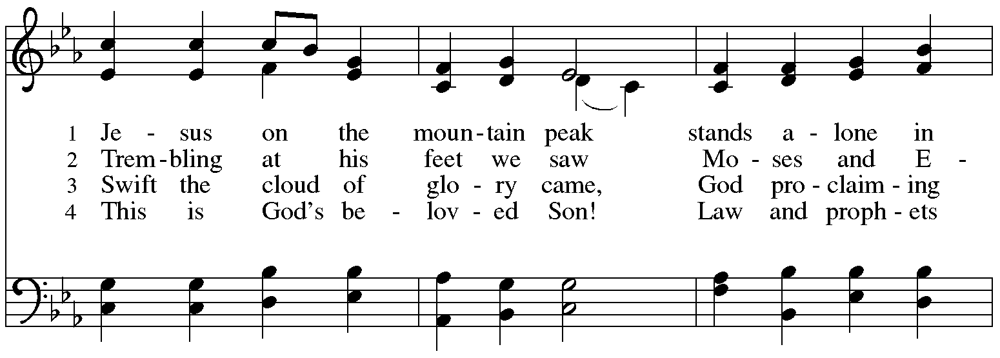 1 Je - sus on the moun - tain peak stands a - lone in
2 Trem - bling at his feet we saw Mo - ses and E -
3 Swift the cloud of glo - ry came, God pro - claim - ing
4 This is God's be - lov - ed Son! Law and proph - ets